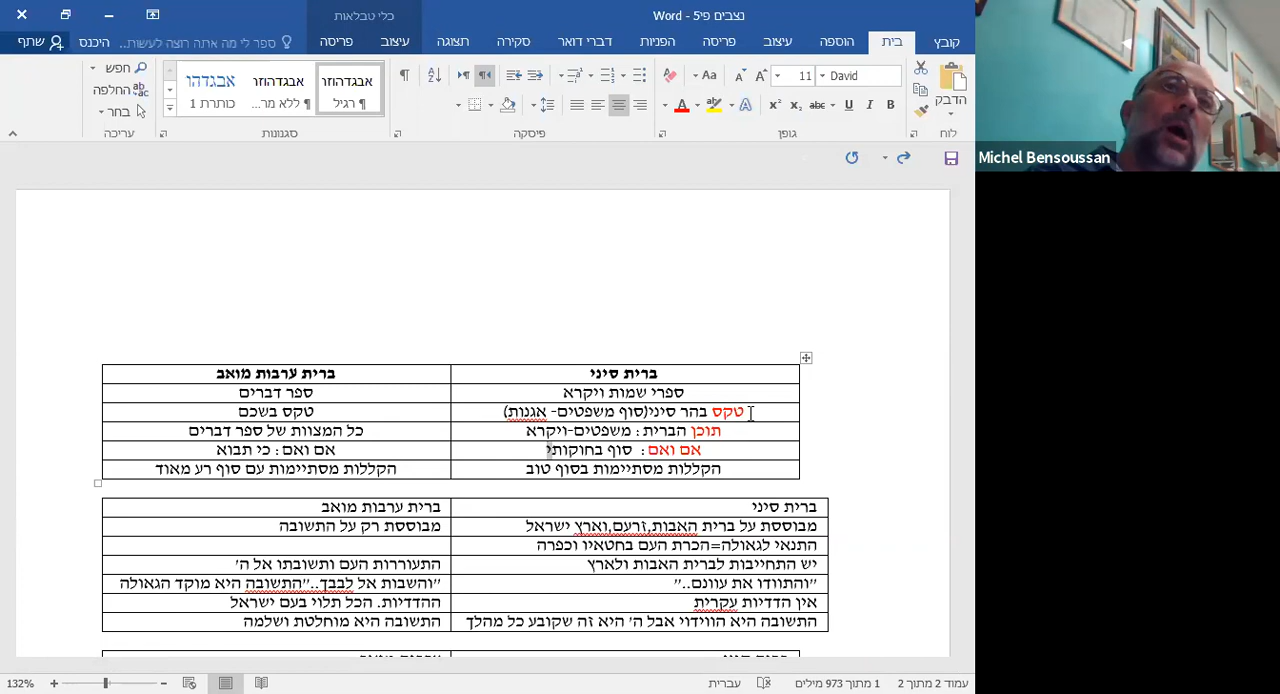 נצבים פי5 - Word
כלי טבלאות
קובץ
בית
הוספה
עיצוב
פריסה
הפניות
דברי דואר
סקירה
תצוגה
עיצוב
פריסה
ספר לי מה אתה רוצה לעשות...
היכנס
שתף
הדבק
לוח
David
11
גופן
פיסקה
אבגדהוזו
רגיל
אבגדהוזו
ללא מר...
אבגדהו
כותרת 1
סגנונות
חפש
החלפה
בחר
עריכה
Michel Bensoussan
ברית סיני ברית ערבות מואב
ספרי שמות ויקרא ספר דברים
טקס בהר סיני(סוף משפטים- אגנות) טקס בשכם
תוכן הברית : משפטים-ויקרא כל המצוות של ספר דברים
אם ואם : סוף בחוקותי אם ואם : כי תבוא
הקללות מסתיימות בסוף טוב הקללות מסתיימות עם סוף רע מאוד
ברית סיני ברית ערבות מואב
מבוססת על ברית האבות,זרעם,וארץ ישראל מבוססת רק על התשובה
התנאי לגאולה=הכרת העם בחטאיו וכפרה
יש התחייבות לברית האבות ולארץ התעוררות העם ותשובתו אל ה'
"והתוודו את עוונם.." "והשבות אל לבבך.."התשובה היא מוקד הגאולה
אין הדדיות עקרית ההדדיות. הכל תלוי בעם ישראל
התשובה היא הווידוי אבל ה' היא זה שקובע כל מהלך התשובה היא מוחלטת ושלמה
עמוד 2 מתוך 2
1 מתוך 973 מילים
עברית
132%